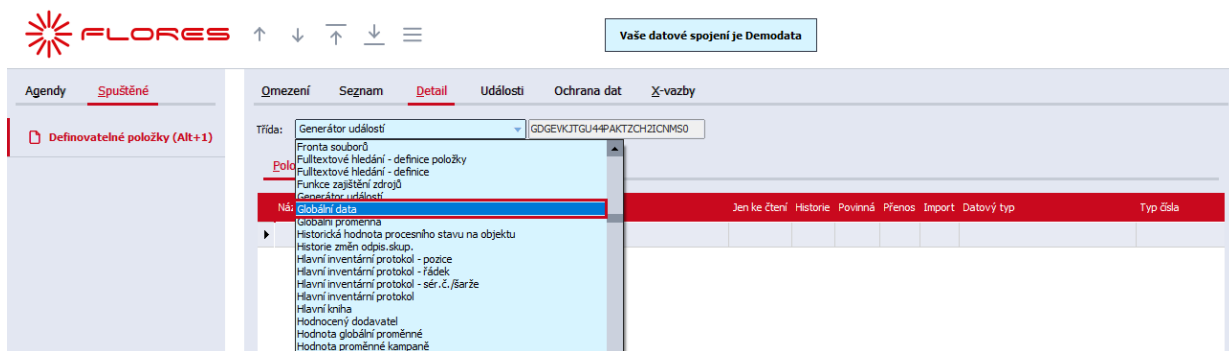 FLORES
Vaše datové spojení je Demodata
Agendy Spuštěné
Omezení Seznam Detail Události Ochrana dat X-vazby
Definovatelné položky (Alt+1)
Třída: Generátor událostí GDGEVKJTGU44PAKTZCH2ICNMS0
Fronta souborů
Fulltextové hledání - definice položky
Polo
Fulltextové hledání - definice
Funkce zajištění zdrojů
Generátor událostí
Náz
Globální data
Jen ke čtení Historie Povinná Přenos Import Datový typ Typ čísla
Globální proměnná
Historická hodnota procesního stavu na objektu
Historie změn odpis.skup.
Hlavní inventární protokol - pozice
Hlavní inventární protokol - řádek
Hlavní inventární protokol - sér.č./šarže
Hlavní inventární protokol
Hlavní kniha
Hodnocený dodavatel
Hodnota globální proměnné
Hodnota proměnné kampaně